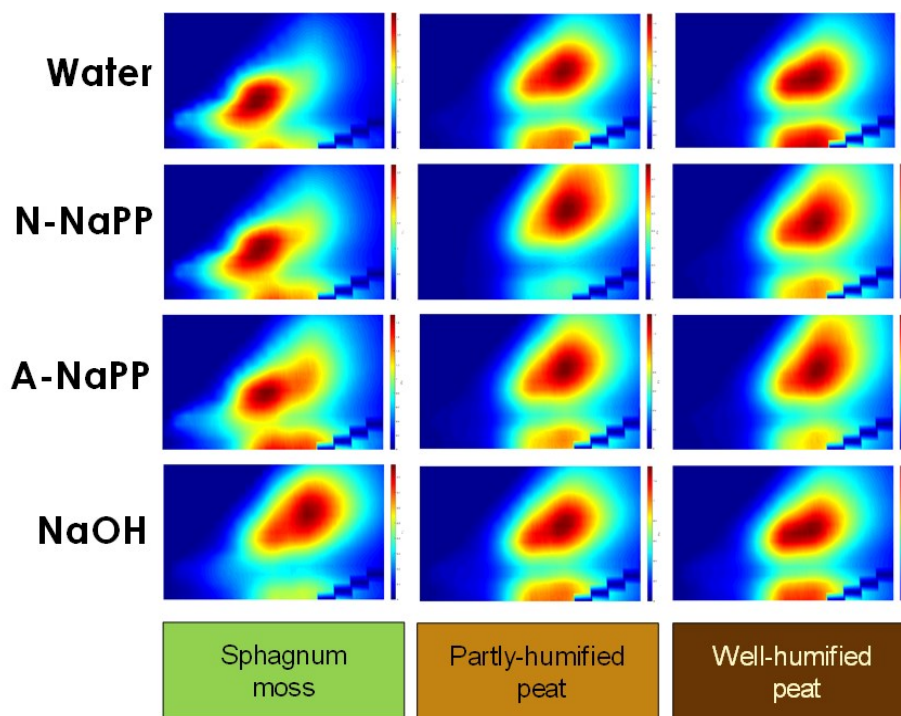 Water
N-NaPP
A-NaPP
NaOH
Sphagnum
moss
Partly-humified
peat
Well-humified
peat